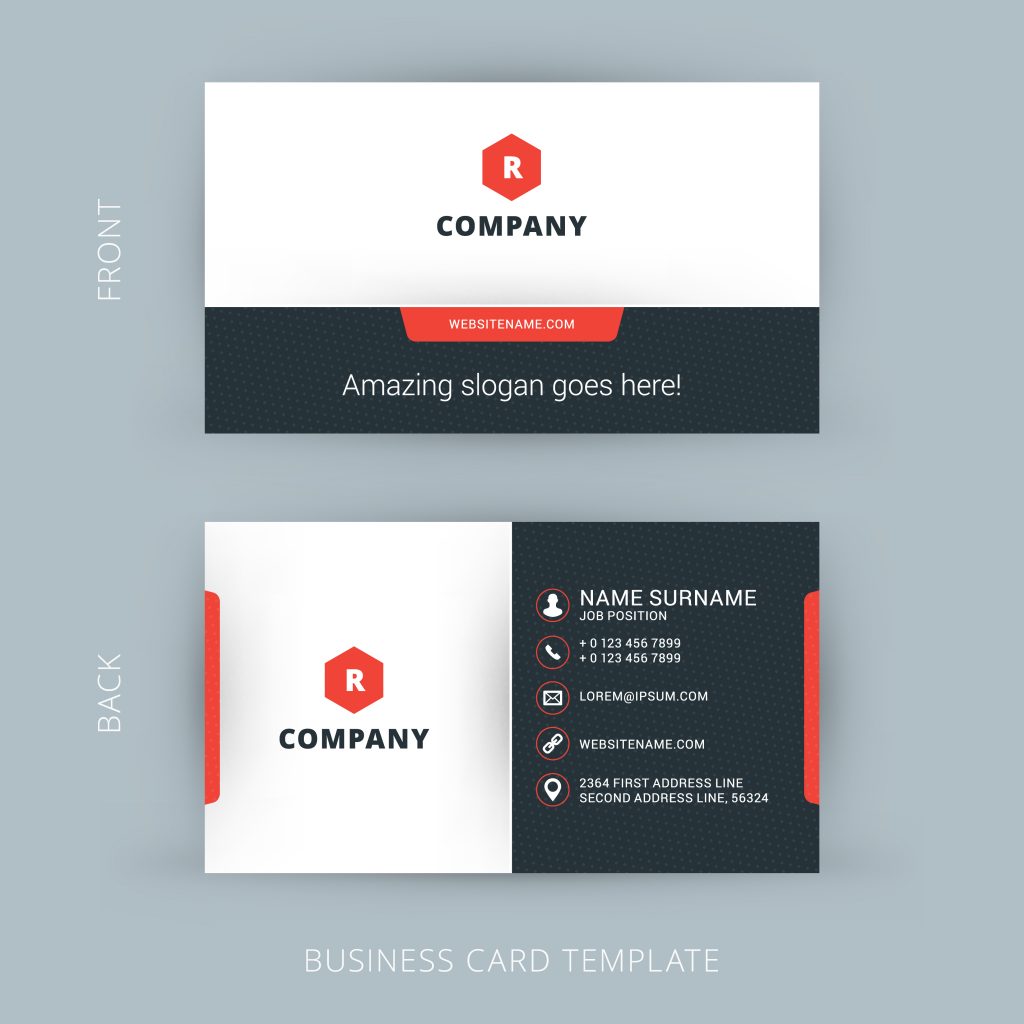 FRONT
R
COMPANY
WEBSITENAME.COM
Amazing slogan goes here!
BACK
R
COMPANY
NAME SURNAME
JOB POSITION
+ 0 123 456 7899
+ 0 123 456 7899
LOREM@IPSUM.COM
WEBSITENAME.COM
2364 FIRST ADDRESS LINE
SECOND ADDRESS LINE, 56324
BUSINESS CARD TEMPLATE